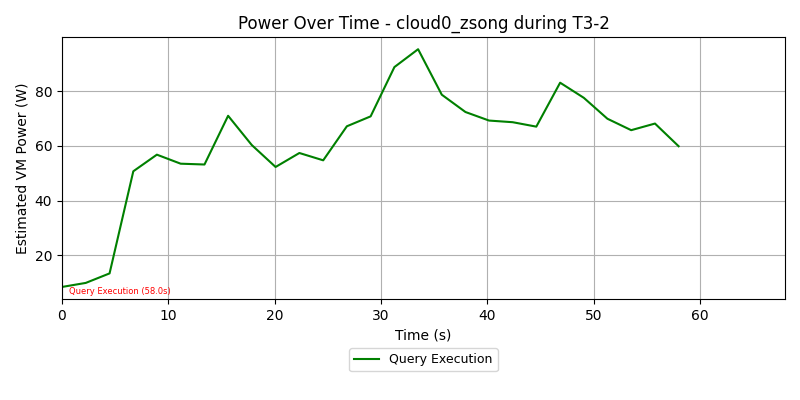 Power Over Time - cloud0_zsong during T3-2
Estimated VM Power (W)
80
60
40
20
Query Execution (58.0s)
0 10 20 30 40 50 60
Time (s)
Query Execution